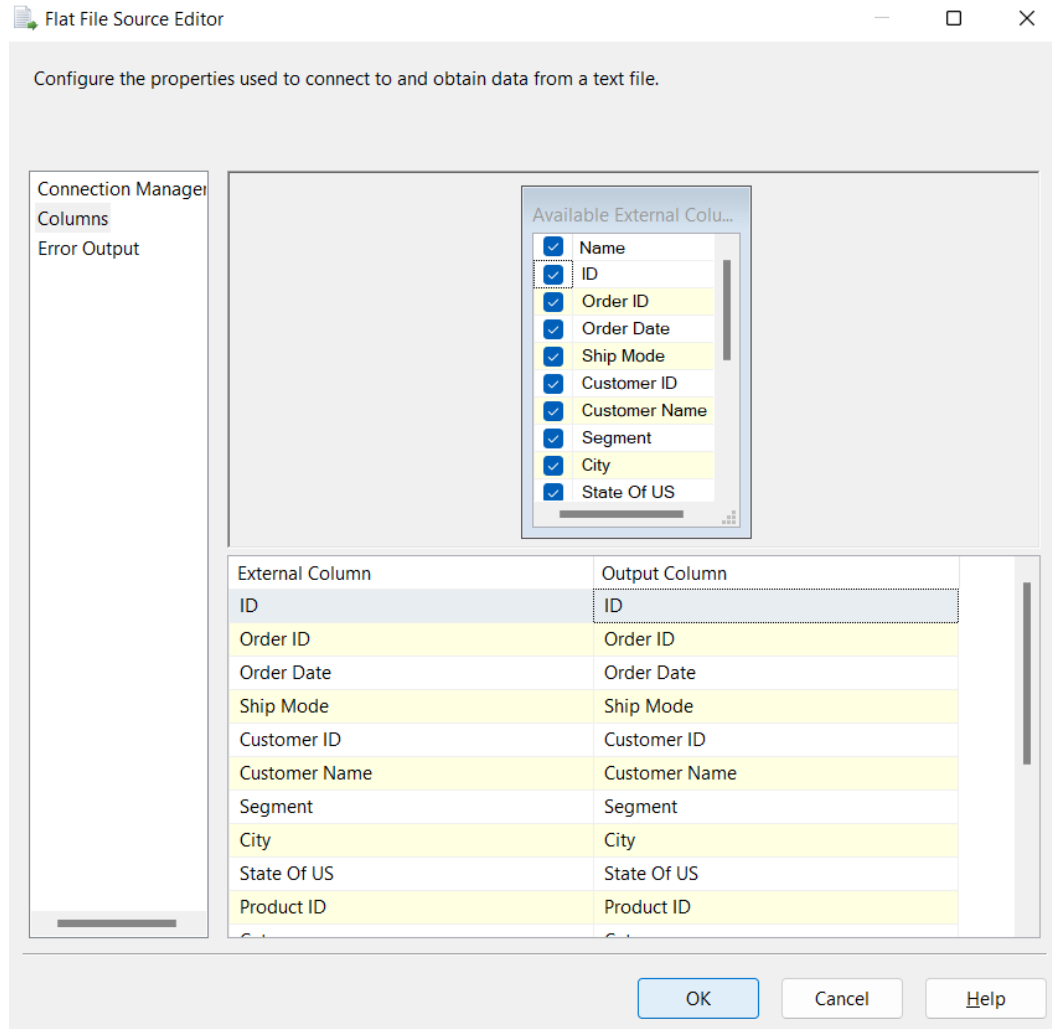 Flat File Source Editor
Configure the properties used to connect to and obtain data from a text file.
Connection Manager
Columns
Error Output
Available External Colu...
Name
ID
Order ID
Order Date
Ship Mode
Customer ID
Customer Name
Segment
City
State Of US
External Column Output Column
ID ID
Order ID Order ID
Order Date Order Date
Ship Mode Ship Mode
Customer ID Customer ID
Customer Name Customer Name
Segment Segment
City City
State Of US State Of US
Product ID Product ID
OK Cancel Help